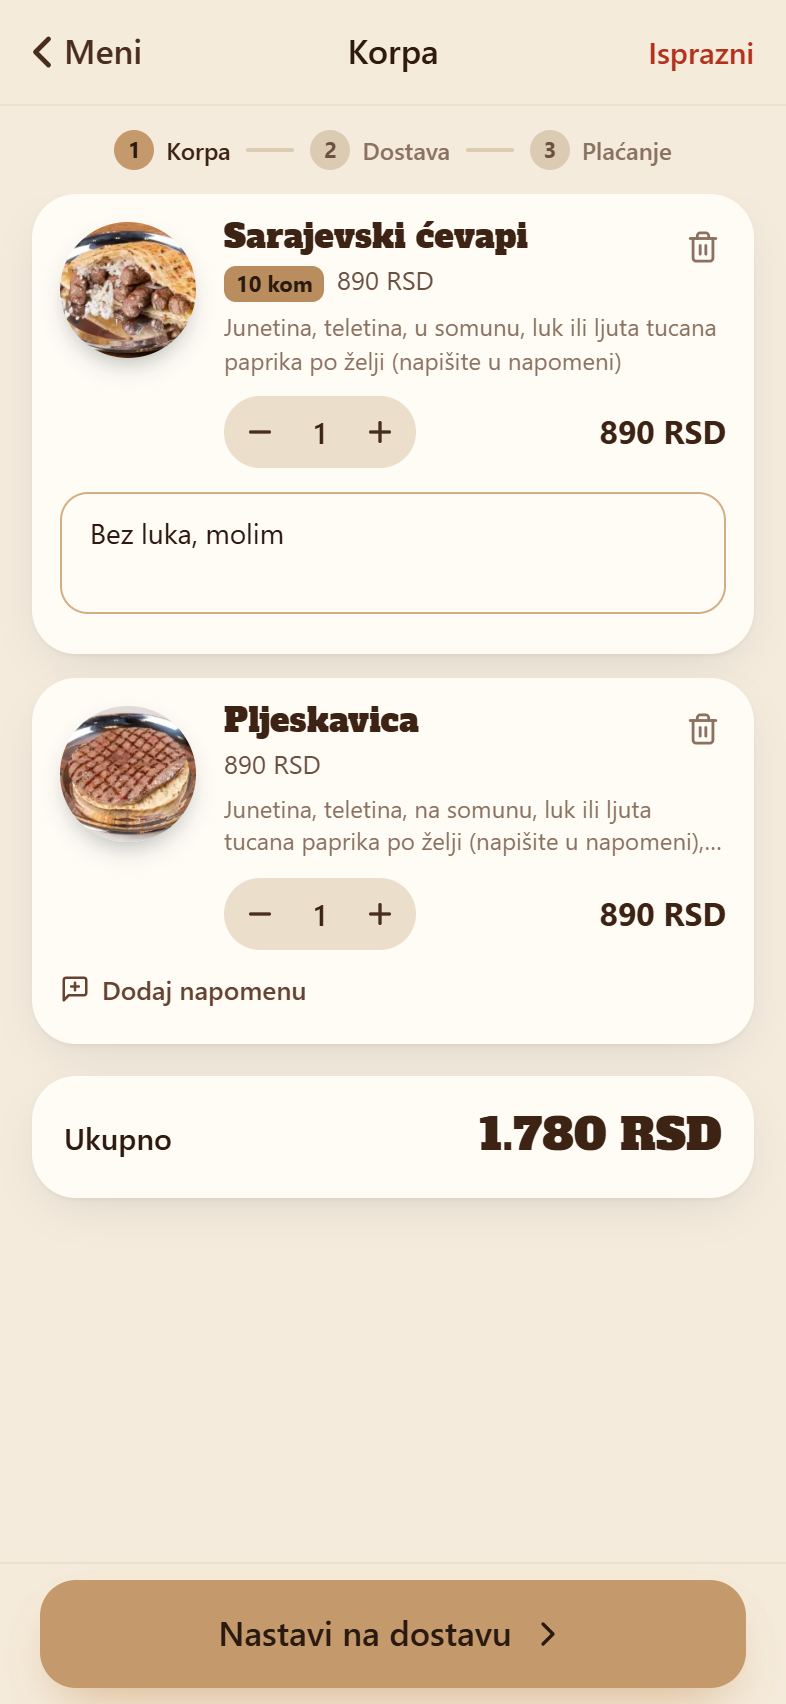 Meni
Korpa
Isprazni
1 Korpa
2 Dostava
3 Plaćanje
Sarajevski ćevapi
10 kom 890 RSD
Junetina, teletina, u somunu, luk ili ljuta tucana
paprika po želji (napišite u napomeni)
1
890 RSD
Bez luka, molim
Pljeskavica
890 RSD
Junetina, teletina, na somunu, luk ili ljuta
tucana paprika po želji (napišite u napomeni),...
1
890 RSD
Dodaj napomenu
Ukupno
1.780 RSD
Nastavi na dostavu